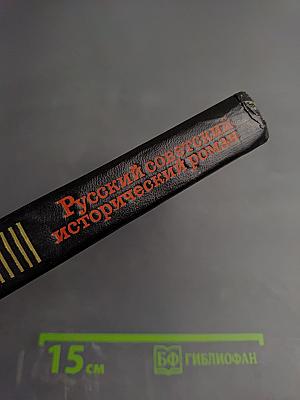 Русский советский
исторический роман
15 см
БФ БИБЛИОФАН